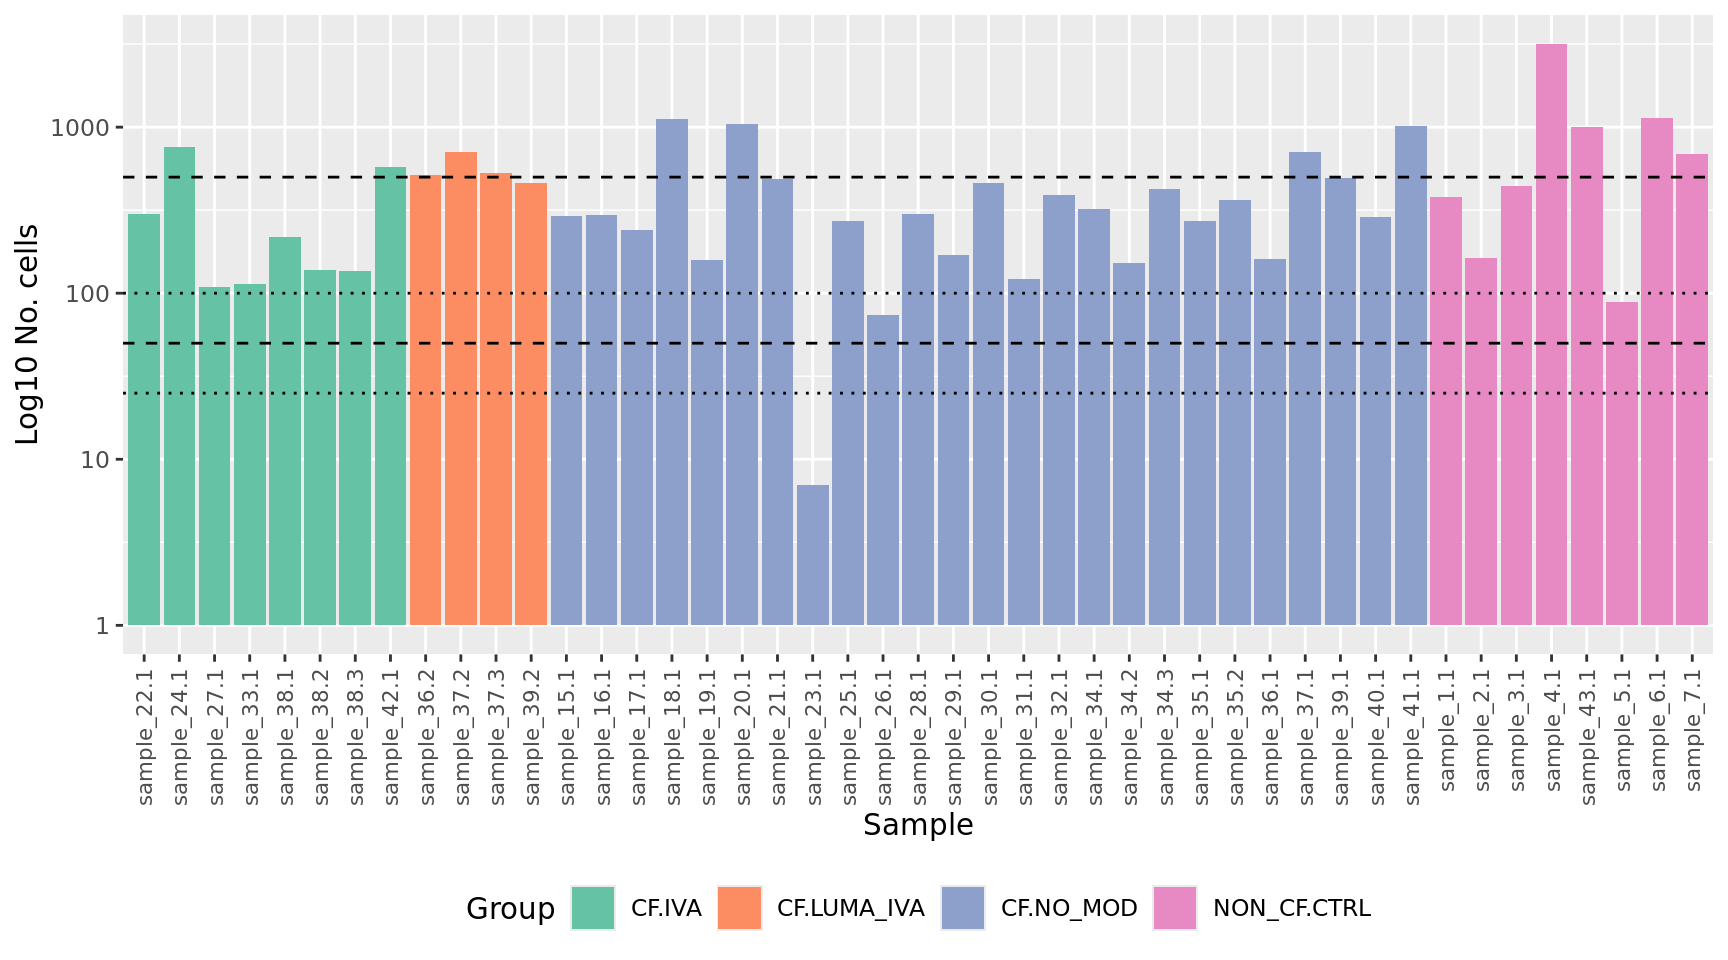 Log10 No. cells
1000
100
10
1
sample_22.1
sample_24.1
sample_27.1
sample_33.1
sample_38.1
sample_38.2
sample_38.3
sample_42.1
sample_36.2
sample_37.2
sample_37.3
sample_39.2
sample_15.1
sample_16.1
sample_17.1
sample_18.1
sample_19.1
sample_20.1
sample_21.1
sample_23.1
sample_25.1
sample_26.1
sample_28.1
sample_29.1
sample_30.1
sample_31.1
sample_32.1
sample_34.1
sample_34.2
sample_34.3
sample_35.1
sample_35.2
sample_36.1
sample_37.1
sample_39.1
sample_40.1
sample_41.1
sample_1.1
sample_2.1
sample_3.1
sample_4.1
sample_43.1
sample_5.1
sample_6.1
sample_7.1
Sample
Group CF.IVA CF.LUMA_IVA CF.NO_MOD NON_CF.CTRL